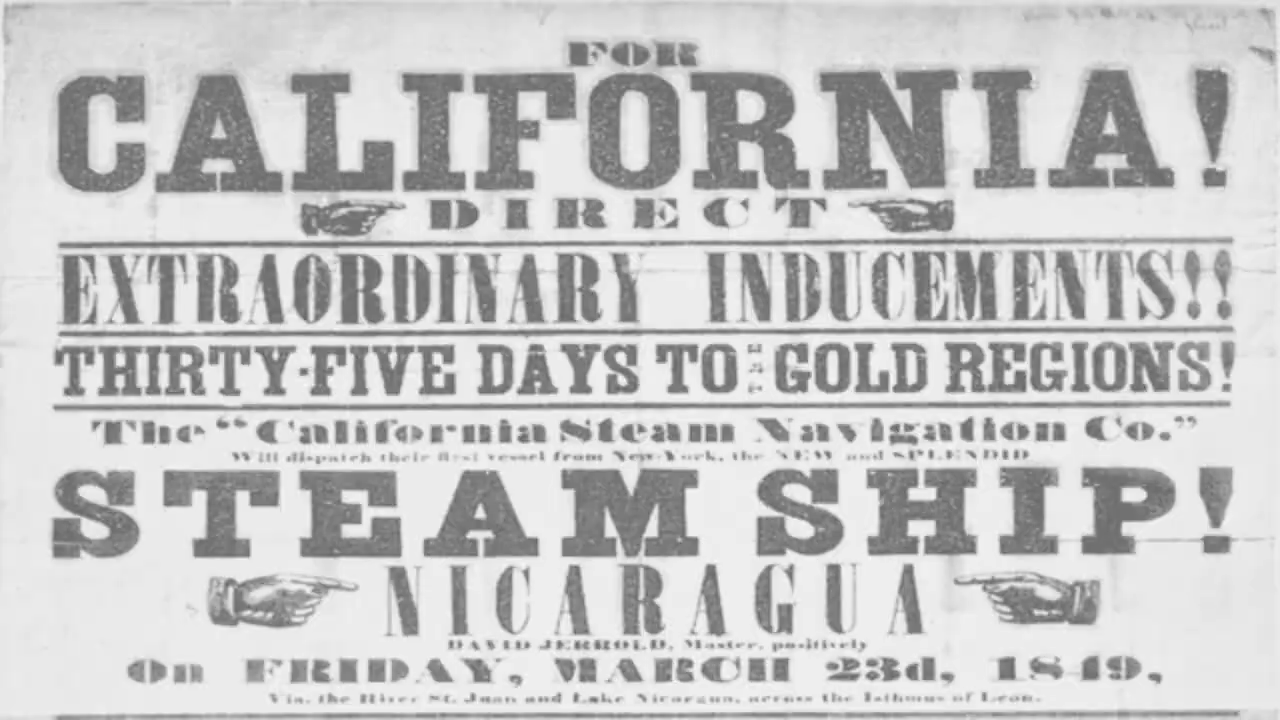 FOR
CALIFORNIA!
DIRECT
EXTRAORDINARY INDUCEMENTS!!
THIRTY-FIVE DAYS TO THE GOLD REGIONS!
The "California Steam Navigation Co."
Will dispatch their first vessel from New-York, the NEW and SPLENDID
STEAM SHIP!
NICARAGUA
DAVID JERROLD, Master, positively
On FRIDAY, MARCH 23d, 1849,
Via. the River St. Juan and Lake Nicaragua, across the Isthmus of Leon.